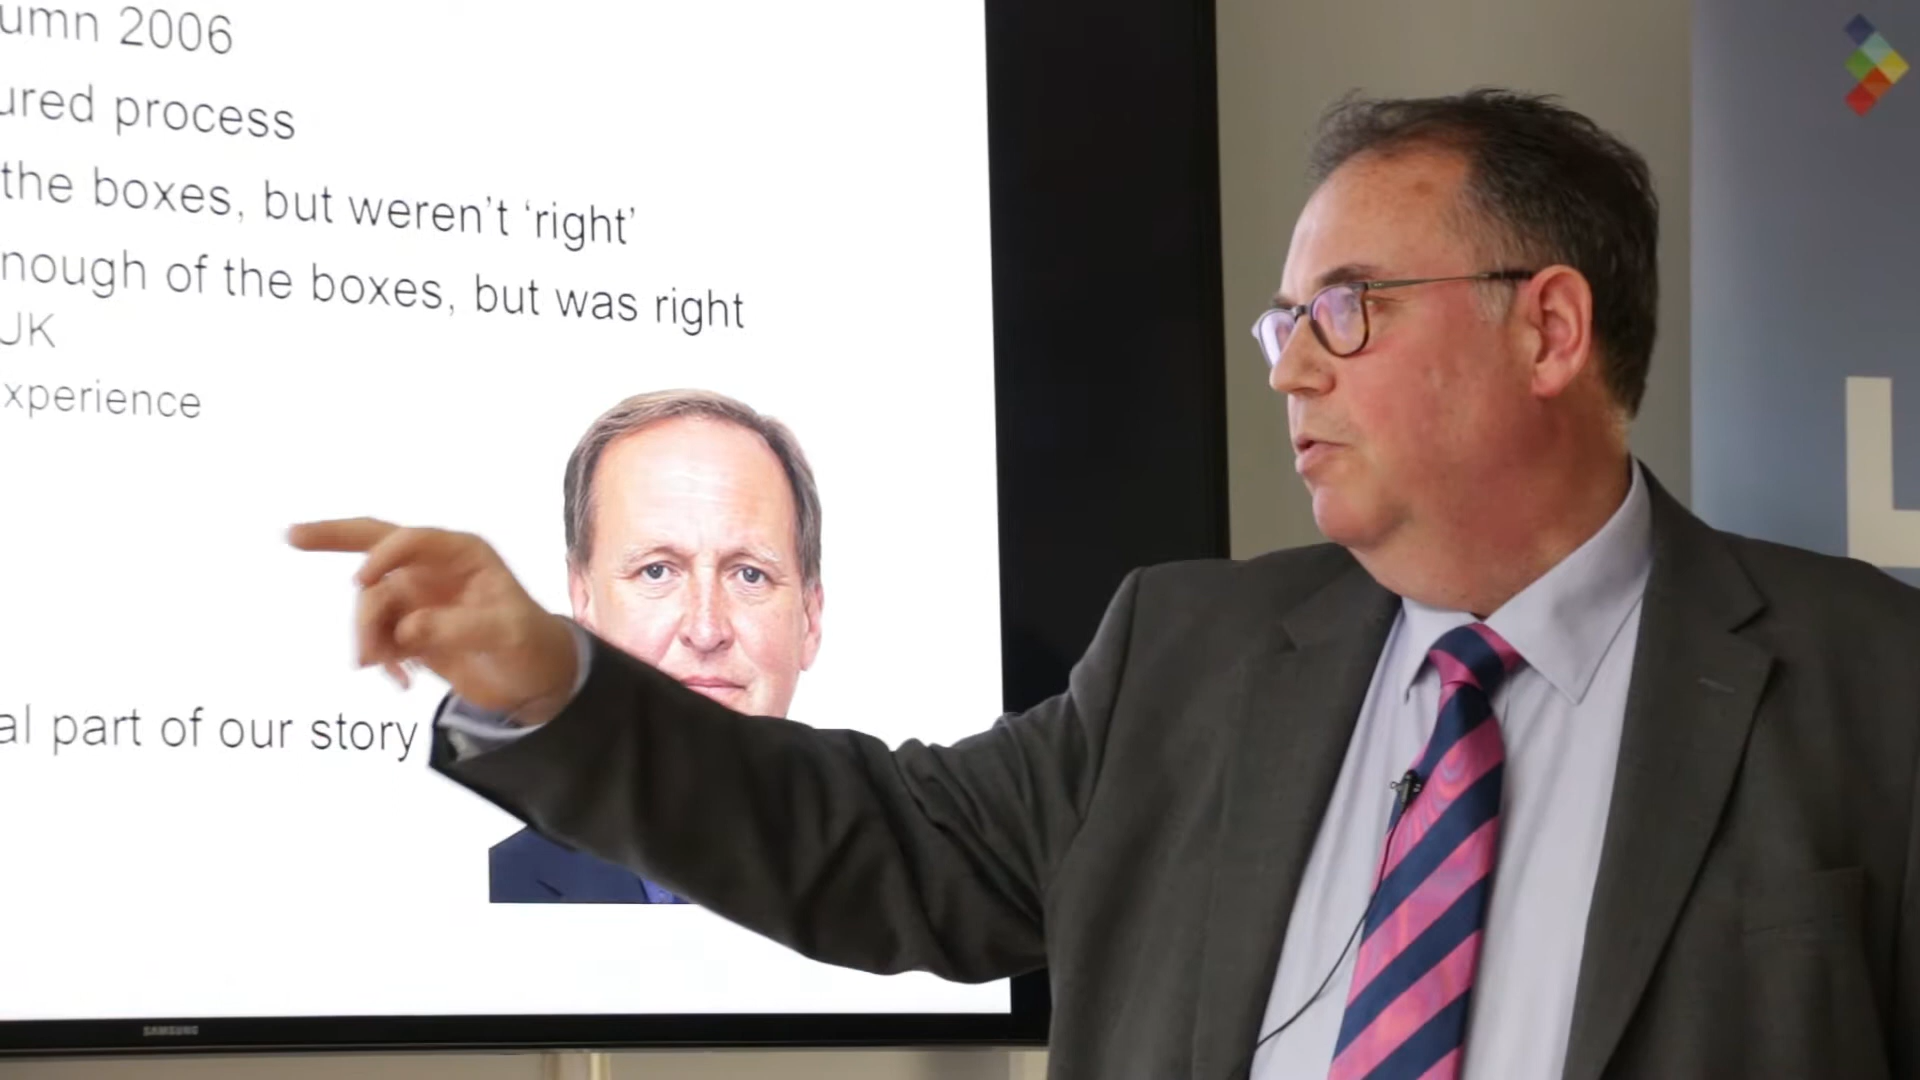 umn 2006
ured process
the boxes, but weren't 'right'
nough of the boxes, but was right
UK
xperience
al part of our story
SAMSUNG
L